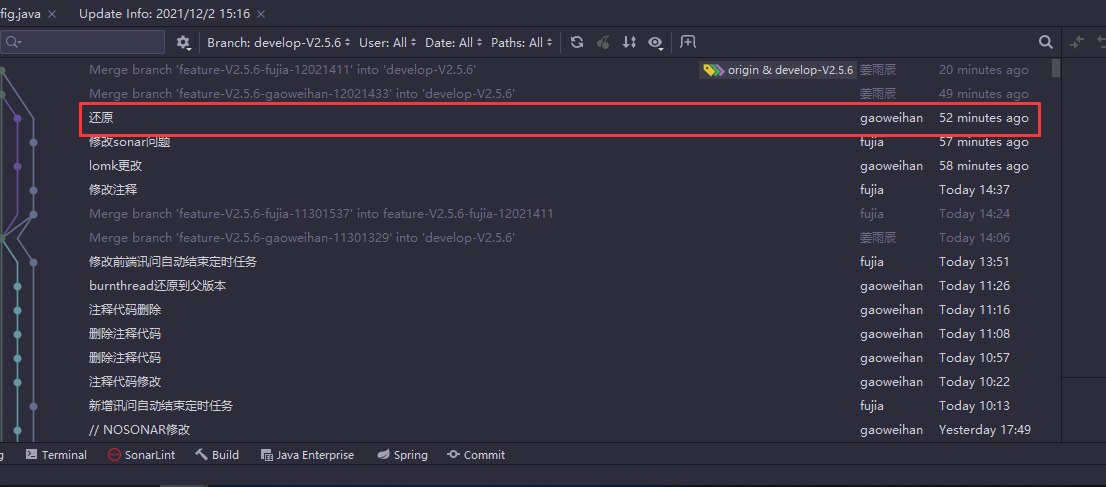 fig.java × Update Info: 2021/12/2 15:16 ×
Branch: develop-V2.5.6 User: All Date: All Paths: All
Merge branch 'feature-V2.5.6-fujia-12021411' into 'develop-V2.5.6' origin & develop-V2.5.6 姜雨辰 20 minutes ago
Merge branch 'feature-V2.5.6-gaoweihan-12021433' into 'develop-V2.5.6' 姜雨辰 49 minutes ago
还原 gaoweihan 52 minutes ago
修改sonar问题 fujia 57 minutes ago
lomk更改 gaoweihan 58 minutes ago
修改注释 fujia Today 14:37
Merge branch 'feature-V2.5.6-fujia-11301537' into feature-V2.5.6-fujia-12021411 fujia Today 14:24
Merge branch 'feature-V2.5.6-gaoweihan-11301329' into 'develop-V2.5.6' 姜雨辰 Today 14:06
修改前端讯问自动结束定时任务 fujia Today 13:51
burnthread还原到父版本 gaoweihan Today 11:26
注释代码删除 gaoweihan Today 11:16
删除注释代码 gaoweihan Today 11:08
删除注释代码 gaoweihan Today 10:57
注释代码修改 gaoweihan Today 10:22
新增讯问自动结束定时任务 fujia Today 10:13
// NOSONAR修改 gaoweihan Yesterday 17:49
g Terminal SonarLint Build Java Enterprise Spring Commit